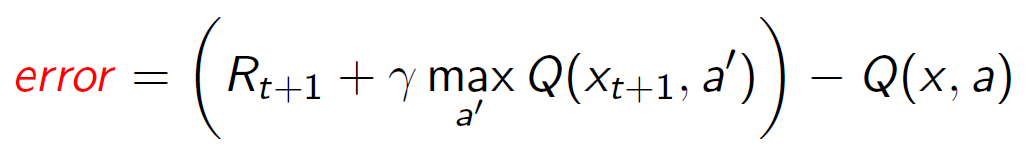 error = (R_{t+1} + γ max_{a′} Q(x_{t+1}, a′)) − Q(x, a)